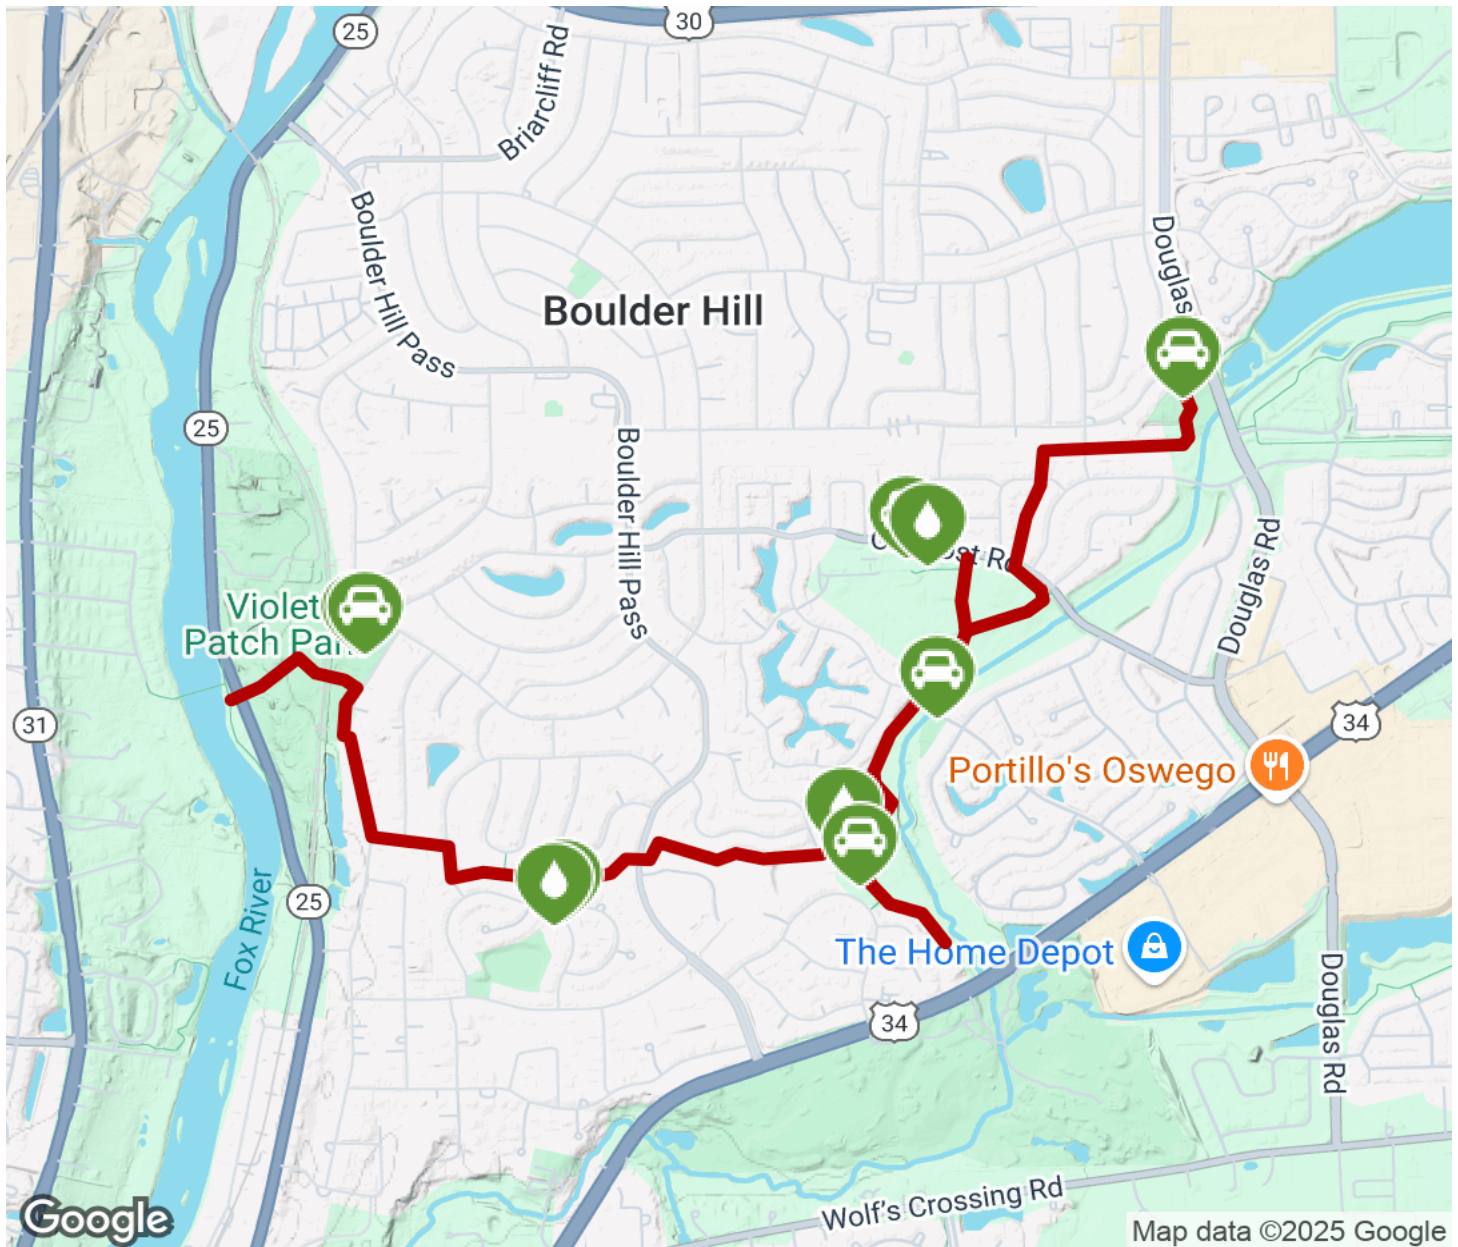 30
25
Briarcliff Rd
Boulder Hill Pass
Douglas
Boulder Hill
25
Boulder Hill Pass
Rd
Douglas Rd
Violet
Patch Par
31
34
Portillo's Oswego
Fox River
25
The Home Depot
34
Douglas Rd
Wolf's Crossing Rd
Google
Map data ©2025 Google